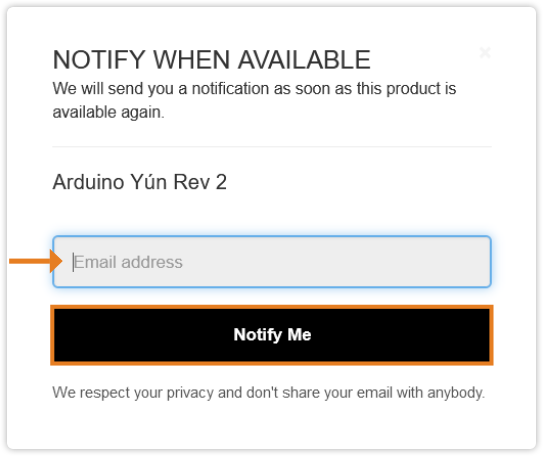 NOTIFY WHEN AVAILABLE
We will send you a notification as soon as this product is
available again.
Arduino Yún Rev 2
Email address
Notify Me
We respect your privacy and don't share your email with anybody.